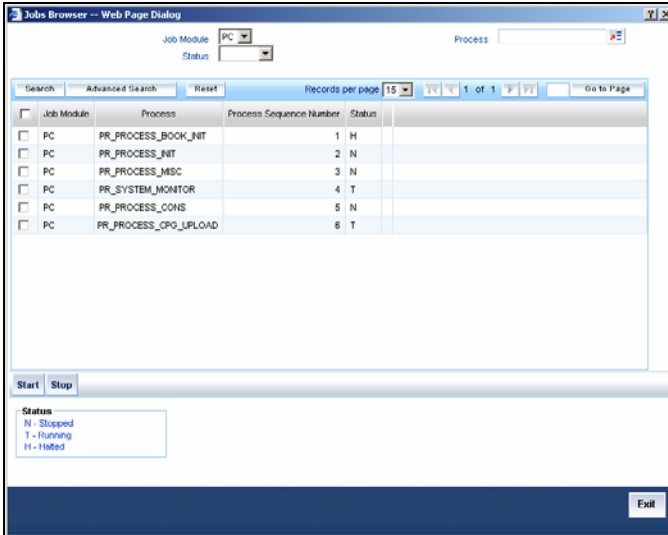 Jobs Browser -- Web Page Dialog
Job Module PC Process
Status
Search Advanced Search Reset Records per page 15 1 of 1 Go to Page
Job Module Process Process Sequence Number Status
PC PR_PROCESS_BOOK_INIT 1 H
PC PR_PROCESS_INIT 2 N
PC PR_PROCESS_MISC 3 N
PC PR_SYSTEM_MONITOR 4 T
PC PR_PROCESS_CONS 5 N
PC PR_PROCESS_CPG_UPLOAD 6 T
Start Stop
Status
N - Stopped
T - Running
H - Halted
Exit